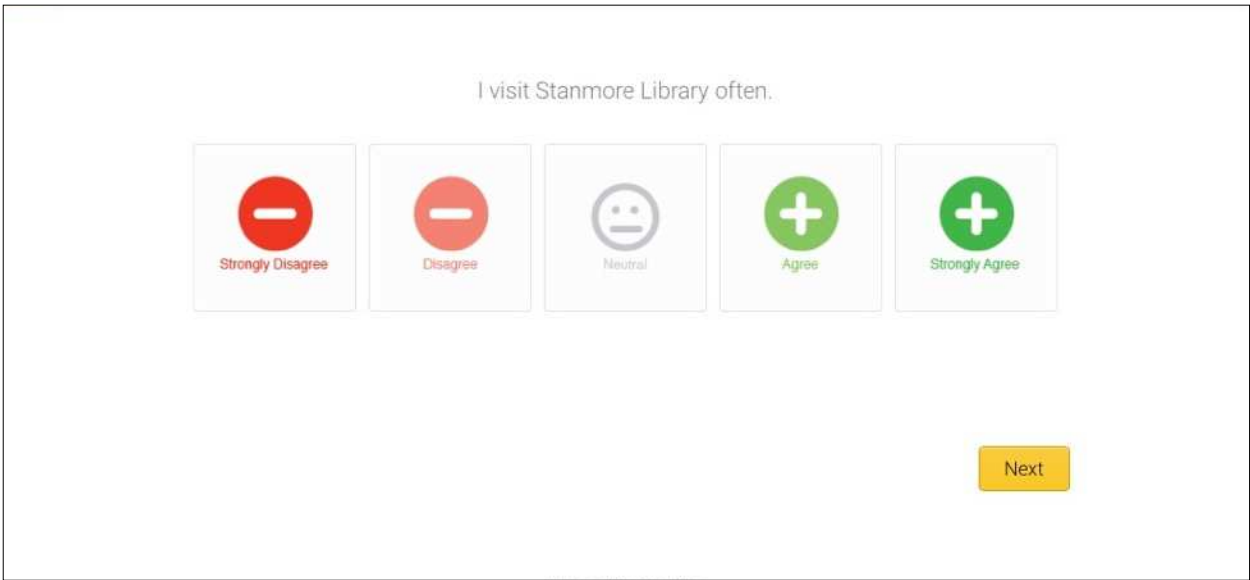 I visit Stanmore Library often.
Strongly Disagree
Disagree
Neutral
Agree
Strongly Agree
Next